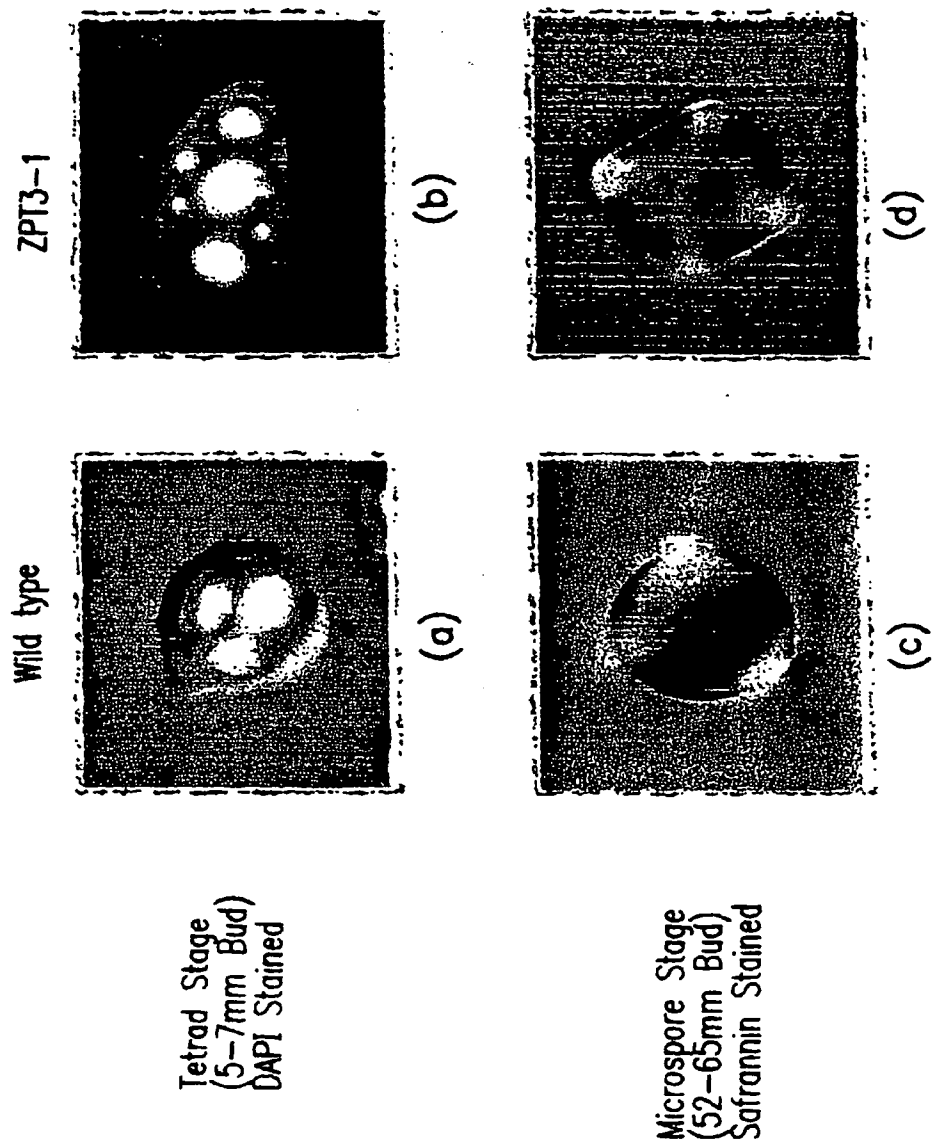 Wild type
ZPT3-1
Tetrad Stage
(5-7mm Bud)
DAPI Stained
(a)
(b)
Microspore Stage
(52-65mm Bud)
Safrannin Stained
(c)
(d)